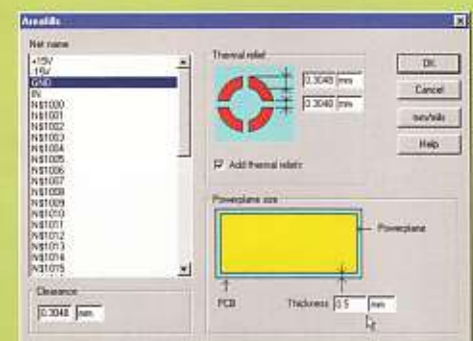 Areafills
Net name
+15V
-15V
GND
IN
N$1000
N$1001
N$1002
N$1003
N$1004
N$1005
N$1006
N$1007
N$1008
N$1009
N$1010
N$1011
N$1012
N$1013
N$1014
N$1015
Clearance
0.3048 mm
Thermal relief
0.3048 mm
0.3048 mm
Add thermal reliefs
Powerplane size
Powerplane
PCB
Thickness 0.5 mm
OK
Cancel
mm/mils
Help